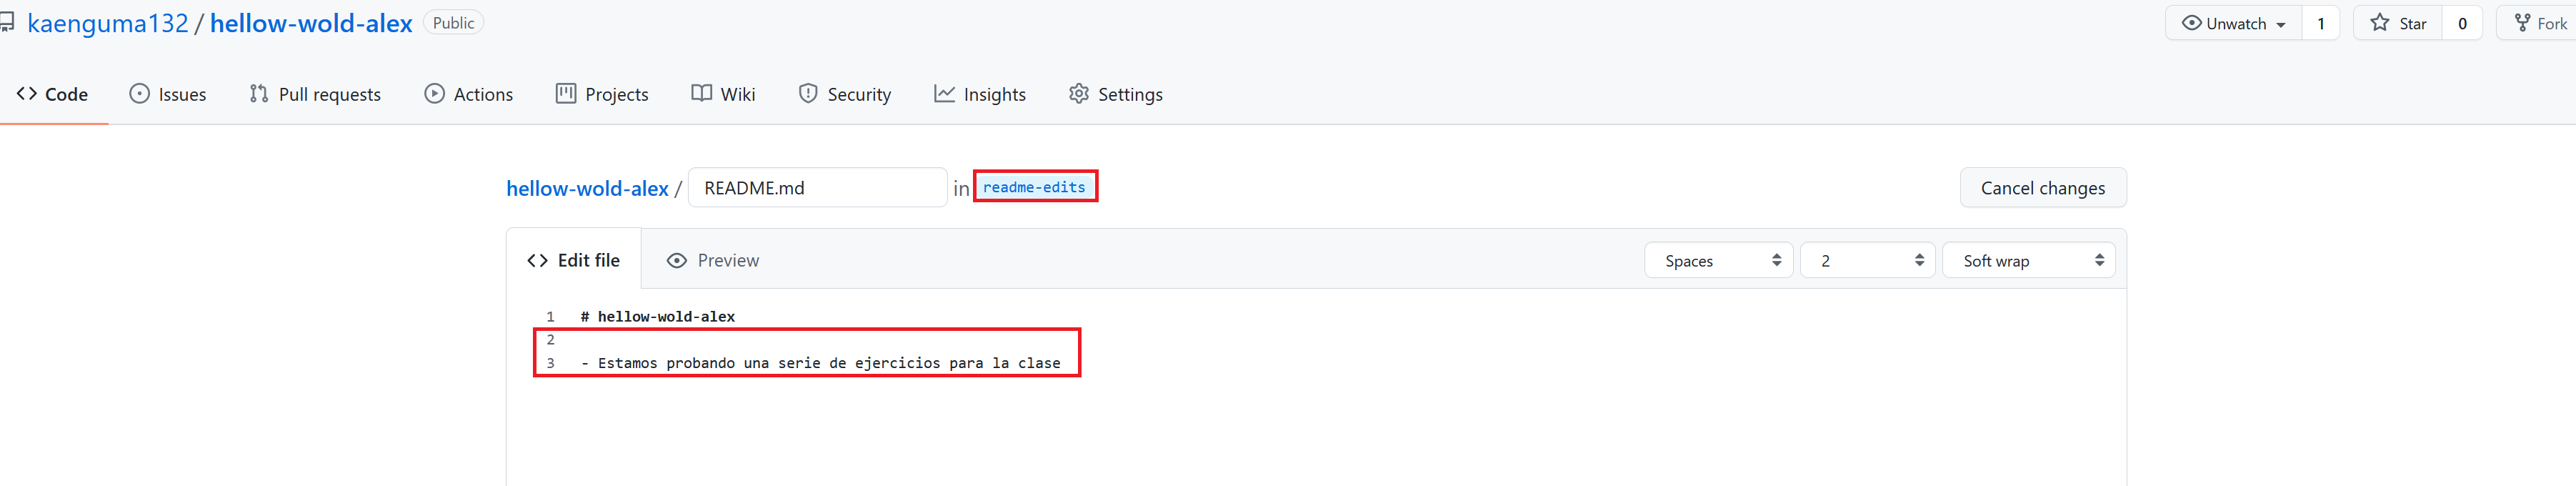 kaenguma132 / hellow-wold-alex Public
Unwatch 1 Star 0 Fork
Code Issues Pull requests Actions Projects Wiki Security Insights Settings
hellow-wold-alex / README.md in readme-edits Cancel changes
Edit file Preview Spaces 2 Soft wrap
1 # hellow-wold-alex
2
3 - Estamos probando una serie de ejercicios para la clase